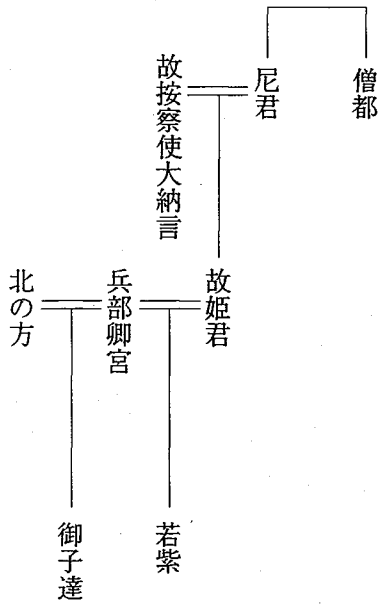 僧都
尼君
故按察使大納言
故姫君
兵部卿宮
北の方
若紫
御子達